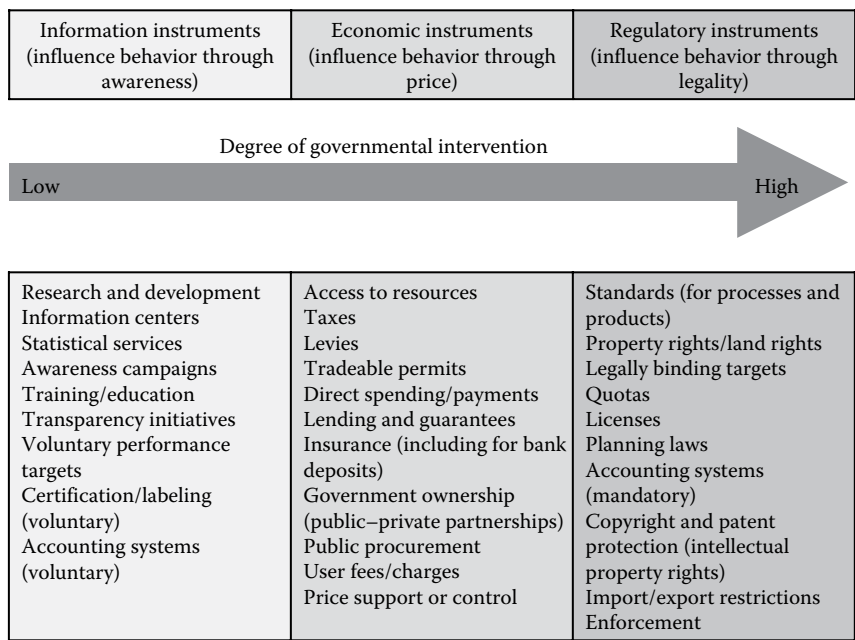 Information instruments
(influence behavior through
awareness)
Economic instruments
(influence behavior through
price)
Regulatory instruments
(influence behavior through
legality)
Degree of governmental intervention
Low
High
Research and development
Information centers
Statistical services
Awareness campaigns
Training/education
Transparency initiatives
Voluntary performance
targets
Certification/labeling
(voluntary)
Accounting systems
(voluntary)
Access to resources
Taxes
Levies
Tradeable permits
Direct spending/payments
Lending and guarantees
Insurance (including for bank
deposits)
Government ownership
(public–private partnerships)
Public procurement
User fees/charges
Price support or control
Standards (for processes and
products)
Property rights/land rights
Legally binding targets
Quotas
Licenses
Planning laws
Accounting systems
(mandatory)
Copyright and patent
protection (intellectual
property rights)
Import/export restrictions
Enforcement